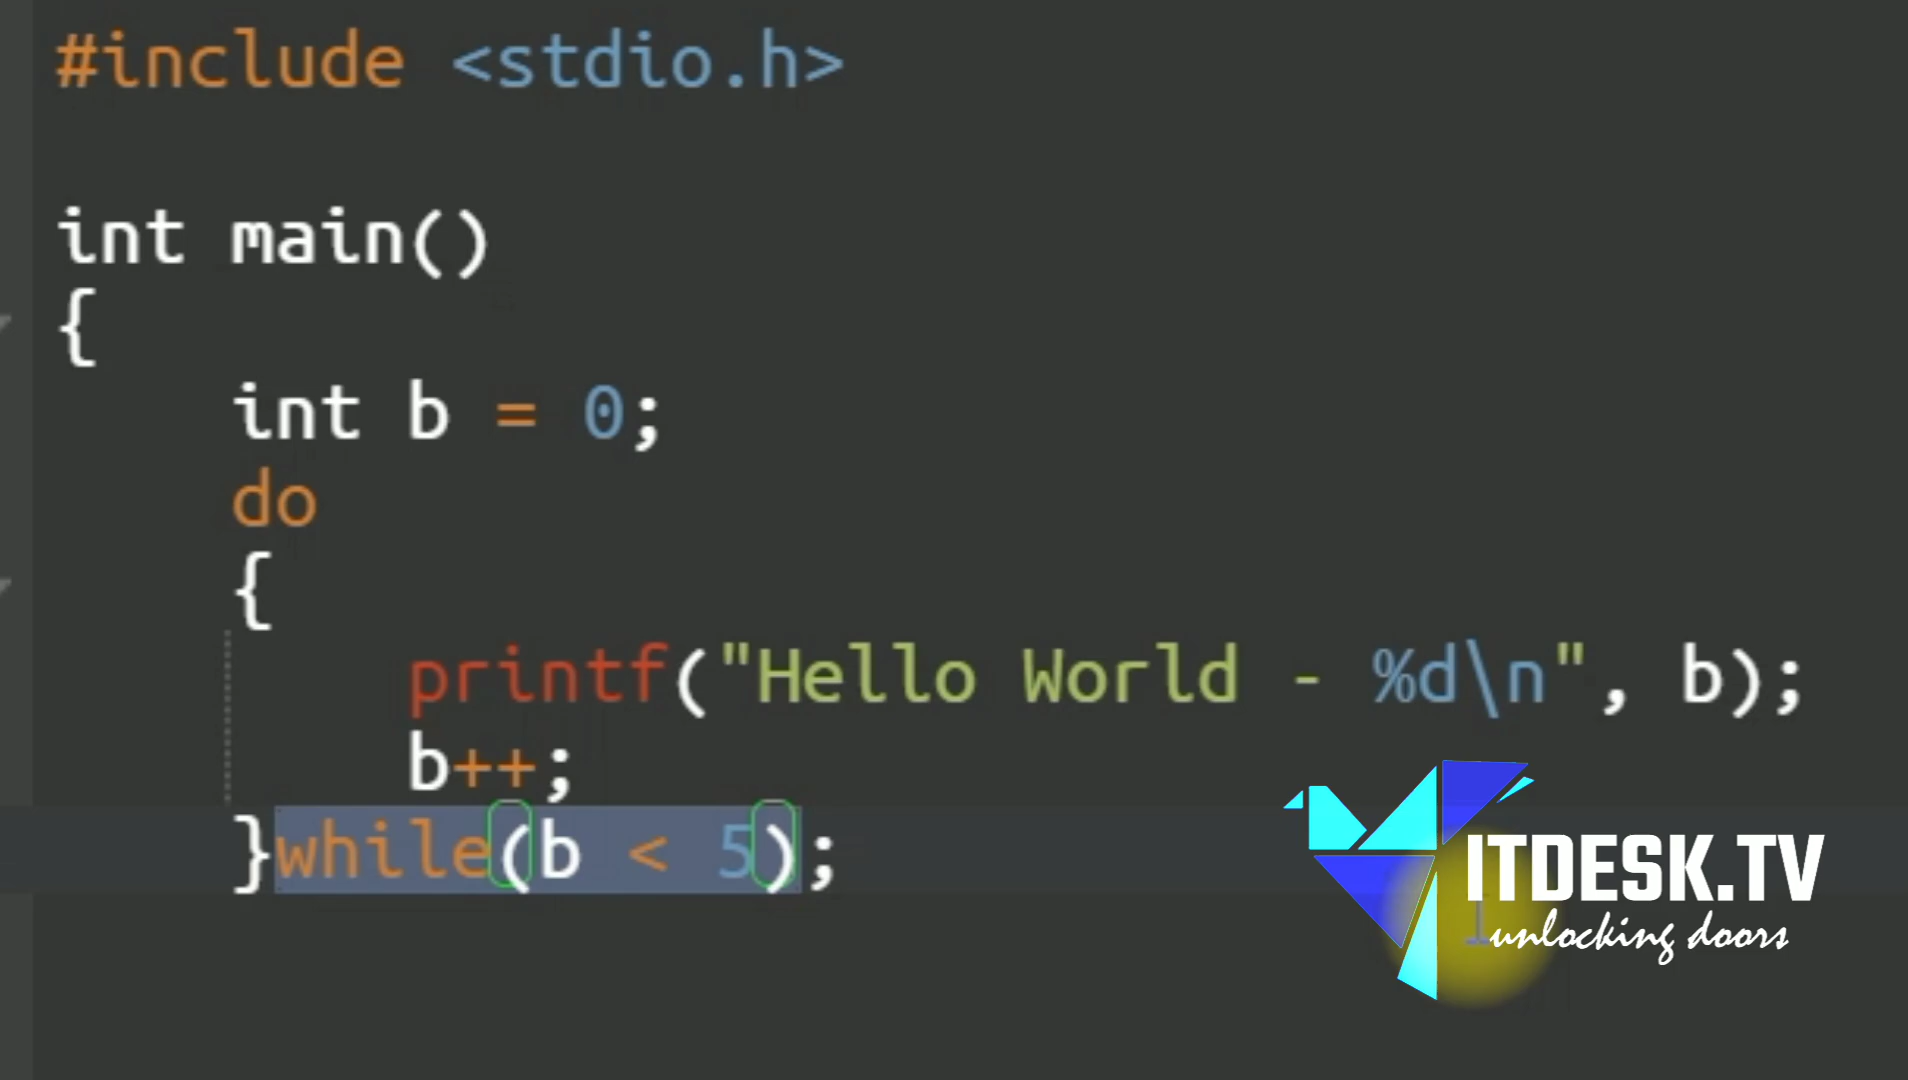 #include <stdio.h>
int main()
{
int b = 0;
do
{
printf("Hello World - %d\n", b);
b++;
}while(b < 5);
ITDESK.TV
unlocking doors